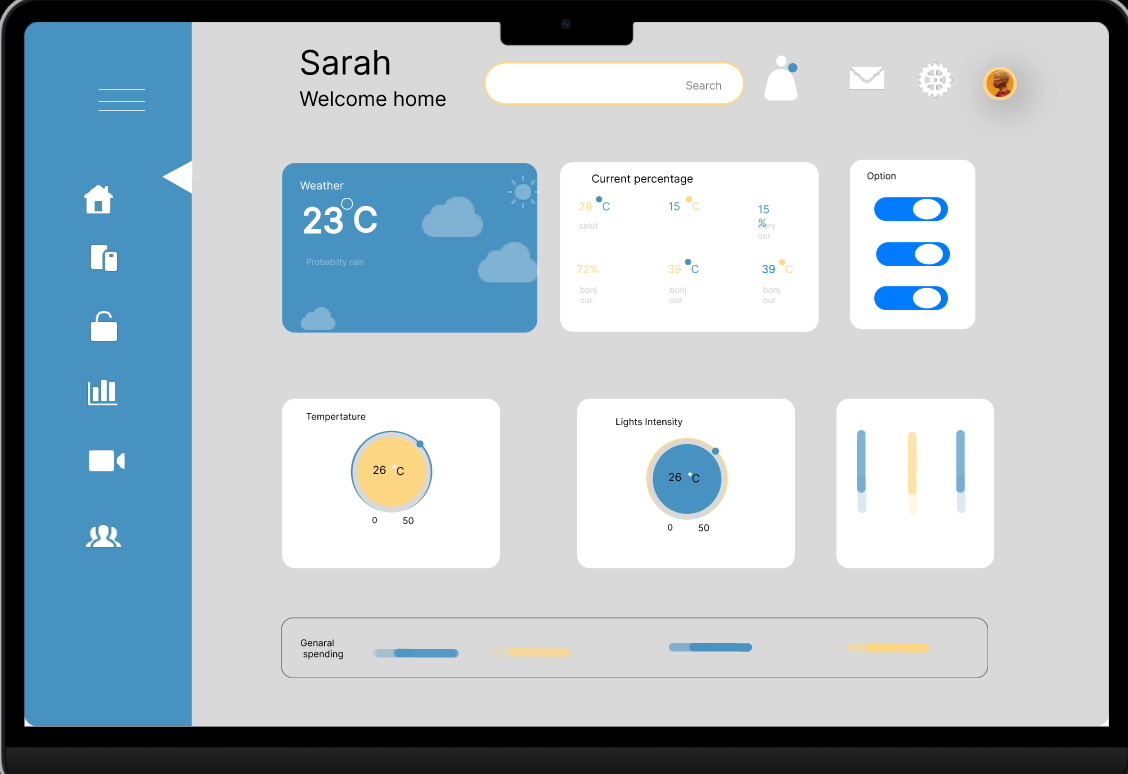 Sarah
Welcome home
Search
Weather
23°C
Probablity rain
Current percentage
28 °C
15 °C
15
%
salut
bonj
our
72%
39 °C
39 °C
bonj
our
bonj
our
bonj
our
Option
Tempertature
26 °C
0 50
Lights Intensity
26 °C
0 50
Genaral
spending